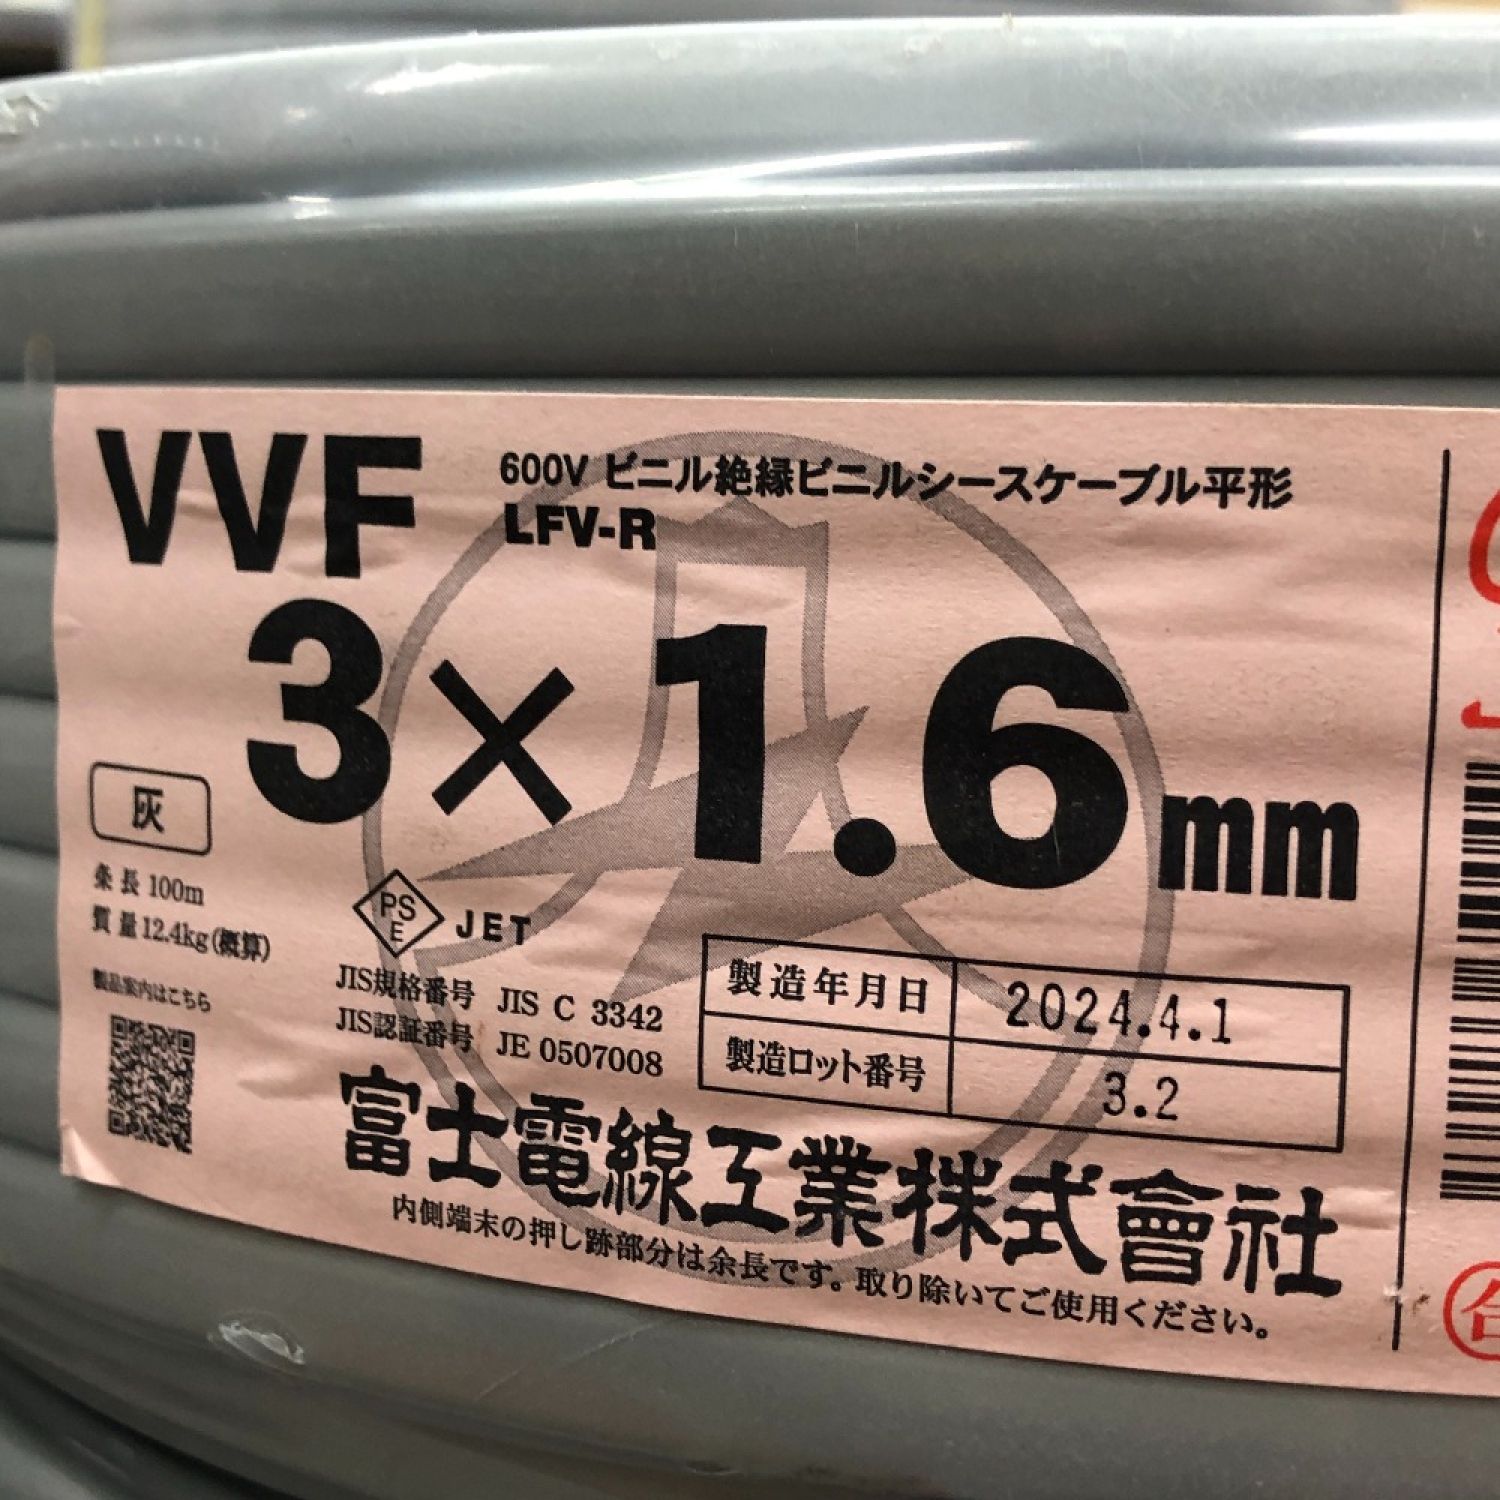 VVF
600V ビニル絶縁ビニルシースケーブル平形
LFV-R
3×1.6mm
灰
条長 100m
質量 12.4kg(概算)
製品案内はこちら
PS
E
JET
JIS規格番号 JIS C 3342
JIS認証番号 JE 0507008
製造年月日 2024.4.1
製造ロット番号 3.2
富士電線工業株式會社
内側端末の押し跡部分は余長です。取り除いてご使用ください。
合